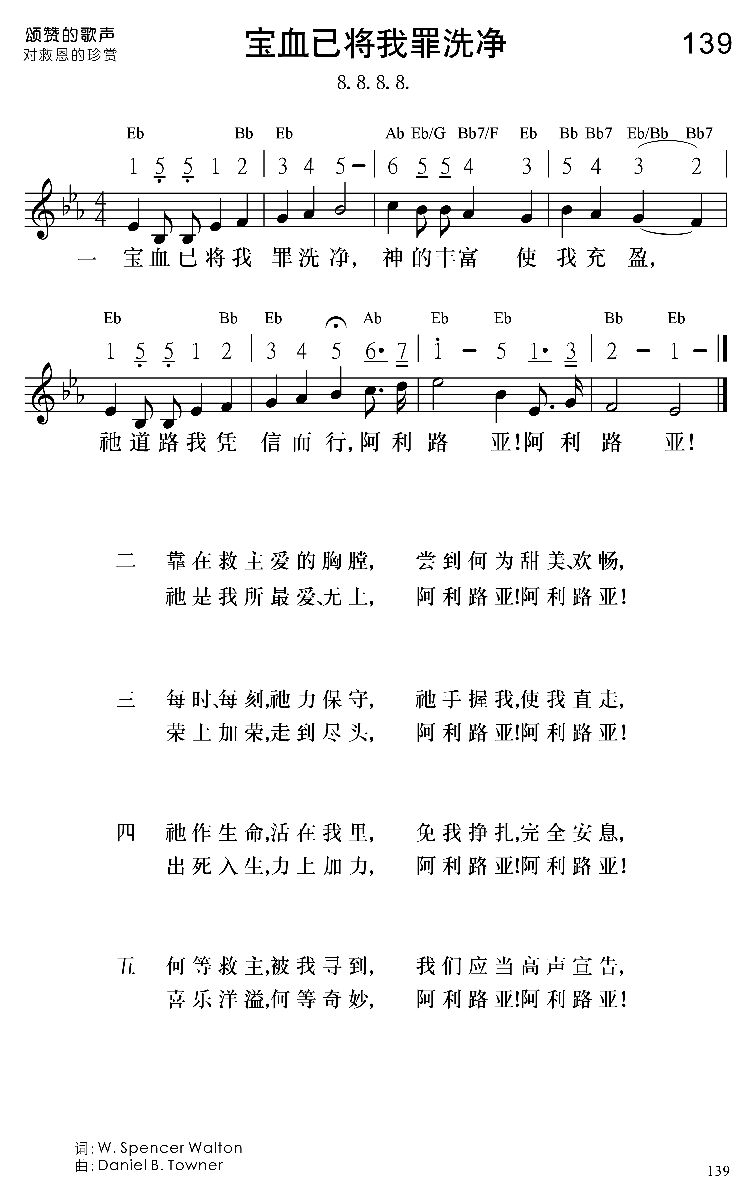 颂赞的歌声
对救恩的珍赏
宝血已将我罪洗净
139
8. 8. 8. 8.
Eb Bb Eb Ab Eb/G Bb7/F Eb Bb Bb7 Eb/Bb Bb7
1 5 5 1 2 | 3 4 5 – | 6 5 5 4 3 | 5 4 3 2 |
4/4
一 宝血已将我 罪洗净, 神的丰富 使 我充 盈,
Eb Bb Eb Ab Eb Eb Bb Eb
1 5 5 1 2 | 3 4 5 6· 7 | 1 – 5 1· 3 | 2 – 1 – ‖
祂道路我凭 信而行,阿利路 亚!阿利路 亚!
二 靠在救主爱的胸膛, 尝到何为甜美、欢畅,
祂是我所最爱、无上, 阿利路亚!阿利路亚!
三 每时、每刻,祂力保守, 祂手握我,使我直走,
荣上加荣,走到尽头, 阿利路亚!阿利路亚!
四 祂作生命,活在我里, 免我挣扎,完全安息,
出死入生,力上加力, 阿利路亚!阿利路亚!
五 何等救主,被我寻到, 我们应当高声宣告,
喜乐洋溢,何等奇妙, 阿利路亚!阿利路亚!
词: W. Spencer Walton
曲: Daniel B. Towner
139